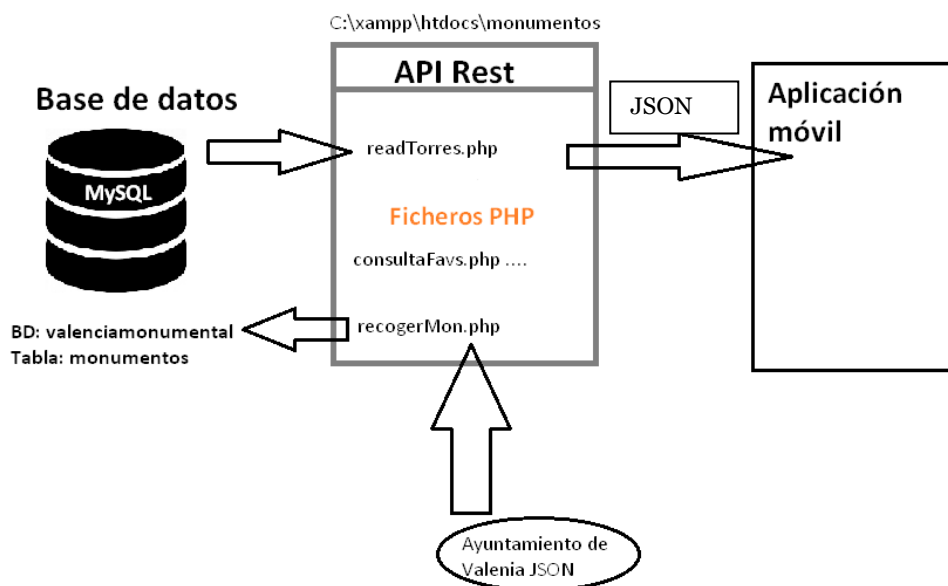 C:\xampp\htdocs\monumentos
API Rest
Base de datos
MySQL
BD: valenciamonumental
Tabla: monumentos
readTorres.php
Ficheros PHP
consultaFavs.php ....
recogerMon.php
JSON
Aplicación
móvil
Ayuntamiento de
Valenia JSON